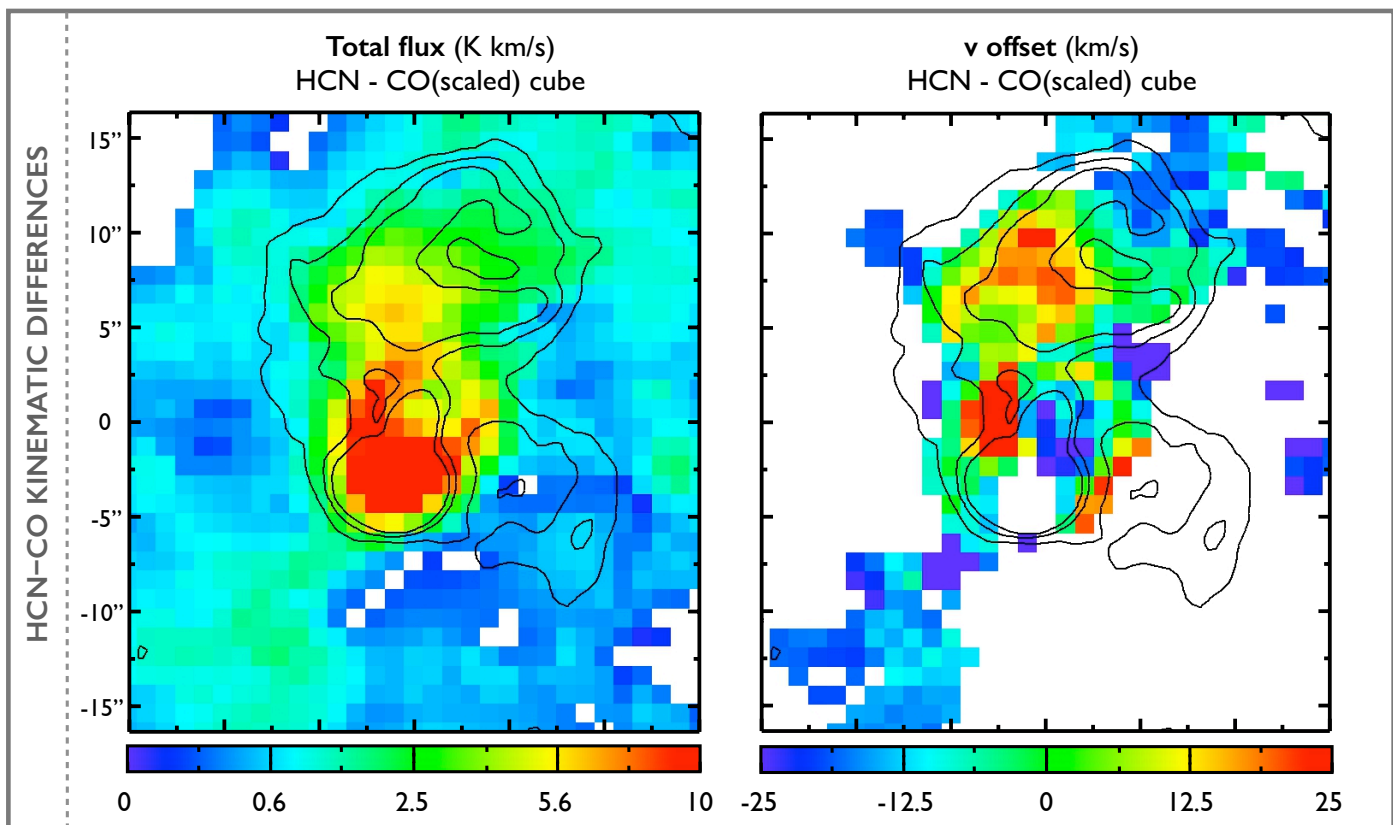 HCN–CO KINEMATIC DIFFERENCES
Total flux (K km/s)
HCN - CO(scaled) cube
15”
10”
5”
0
-5”
-10”
-15”
0 0.6 2.5 5.6 10
v offset (km/s)
HCN - CO(scaled) cube
-25 -12.5 0 12.5 25